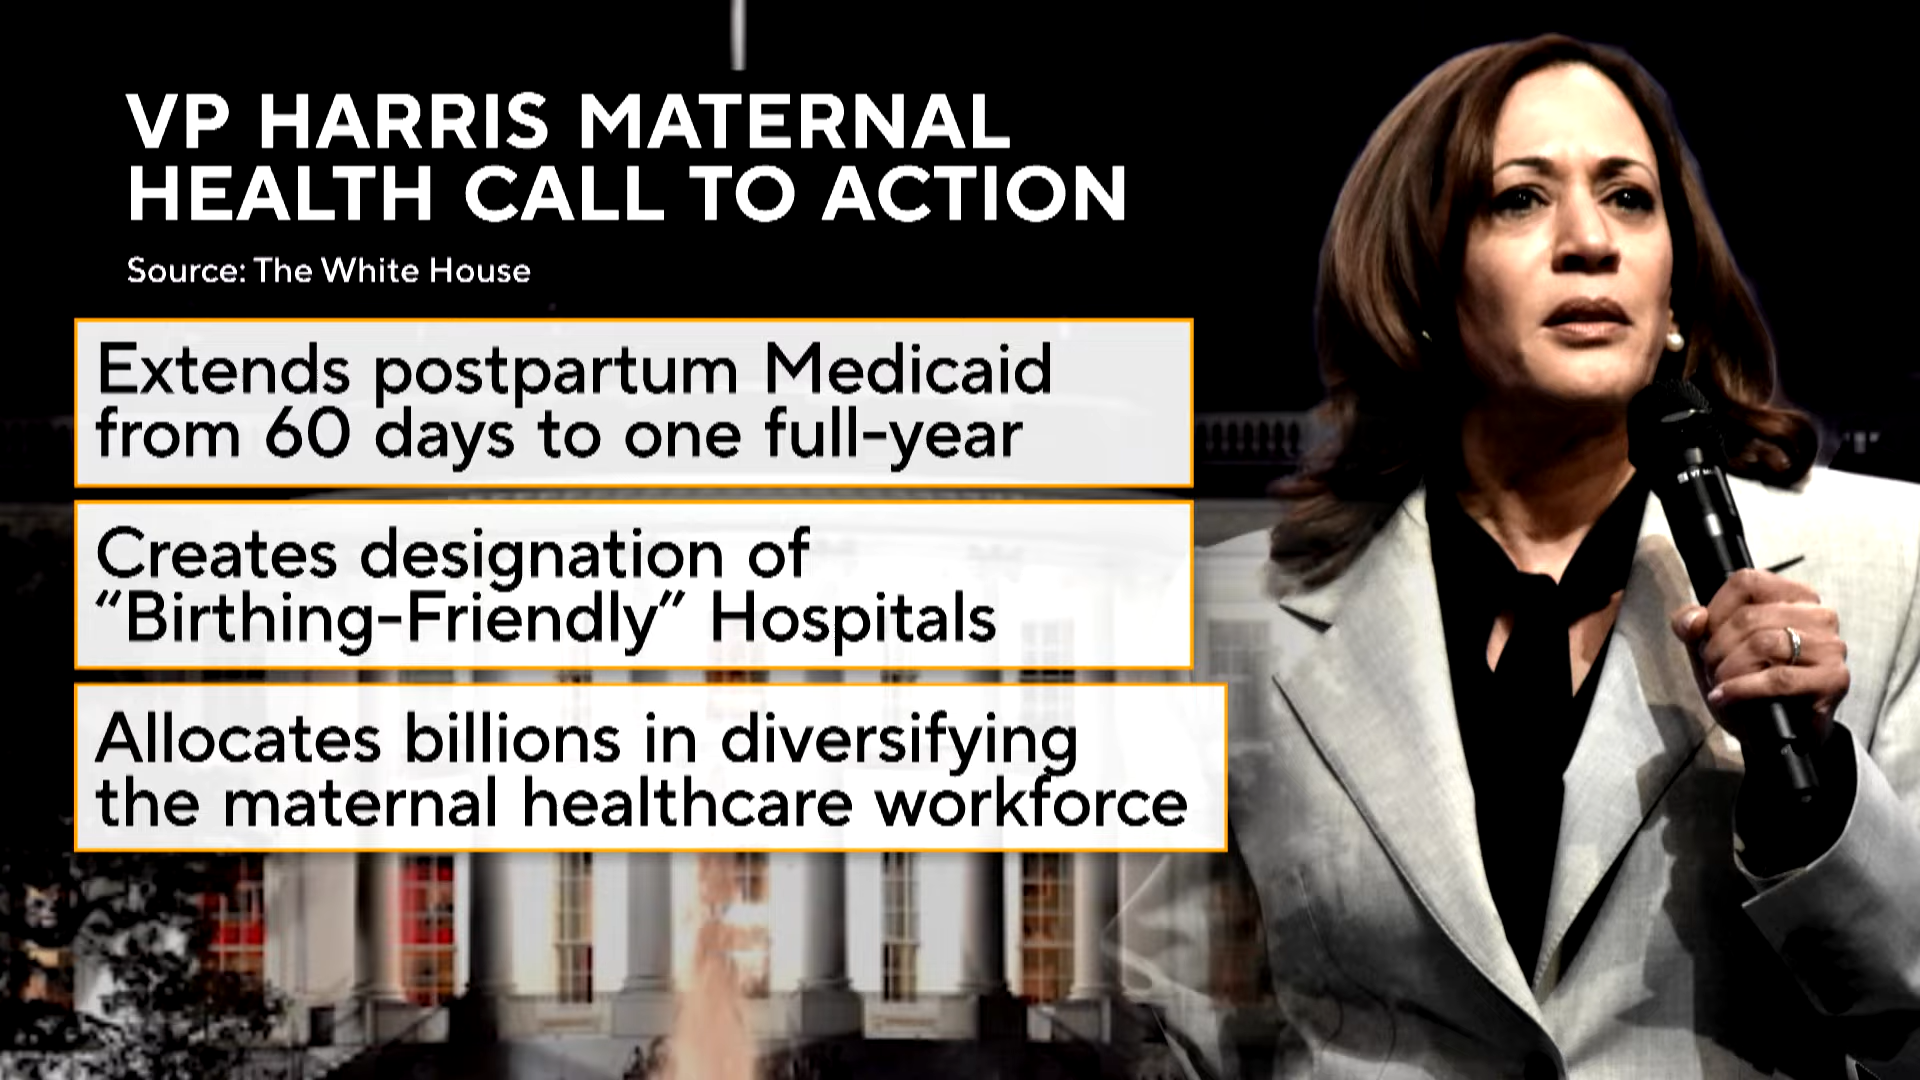 VP HARRIS MATERNAL
HEALTH CALL TO ACTION
Source: The White House
Extends postpartum Medicaid
from 60 days to one full-year
Creates designation of
“Birthing-Friendly” Hospitals
Allocates billions in diversifying
the maternal healthcare workforce